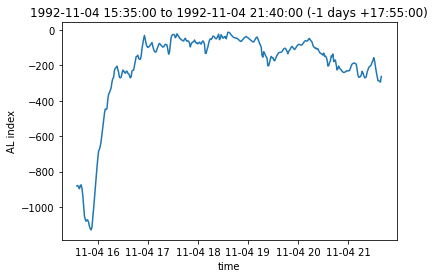 1992-11-04 15:35:00 to 1992-11-04 21:40:00 (-1 days +17:55:00)
0
−200
−400
−600
−800
−1000
AL index
11-04 16 11-04 17 11-04 18 11-04 19 11-04 20 11-04 21
time